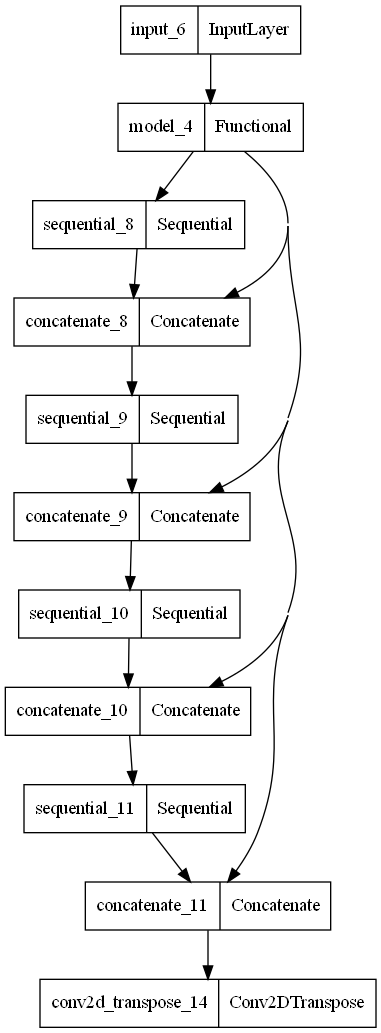 input_6 InputLayer
model_4 Functional
sequential_8 Sequential
concatenate_8 Concatenate
sequential_9 Sequential
concatenate_9 Concatenate
sequential_10 Sequential
concatenate_10 Concatenate
sequential_11 Sequential
concatenate_11 Concatenate
conv2d_transpose_14 Conv2DTranspose